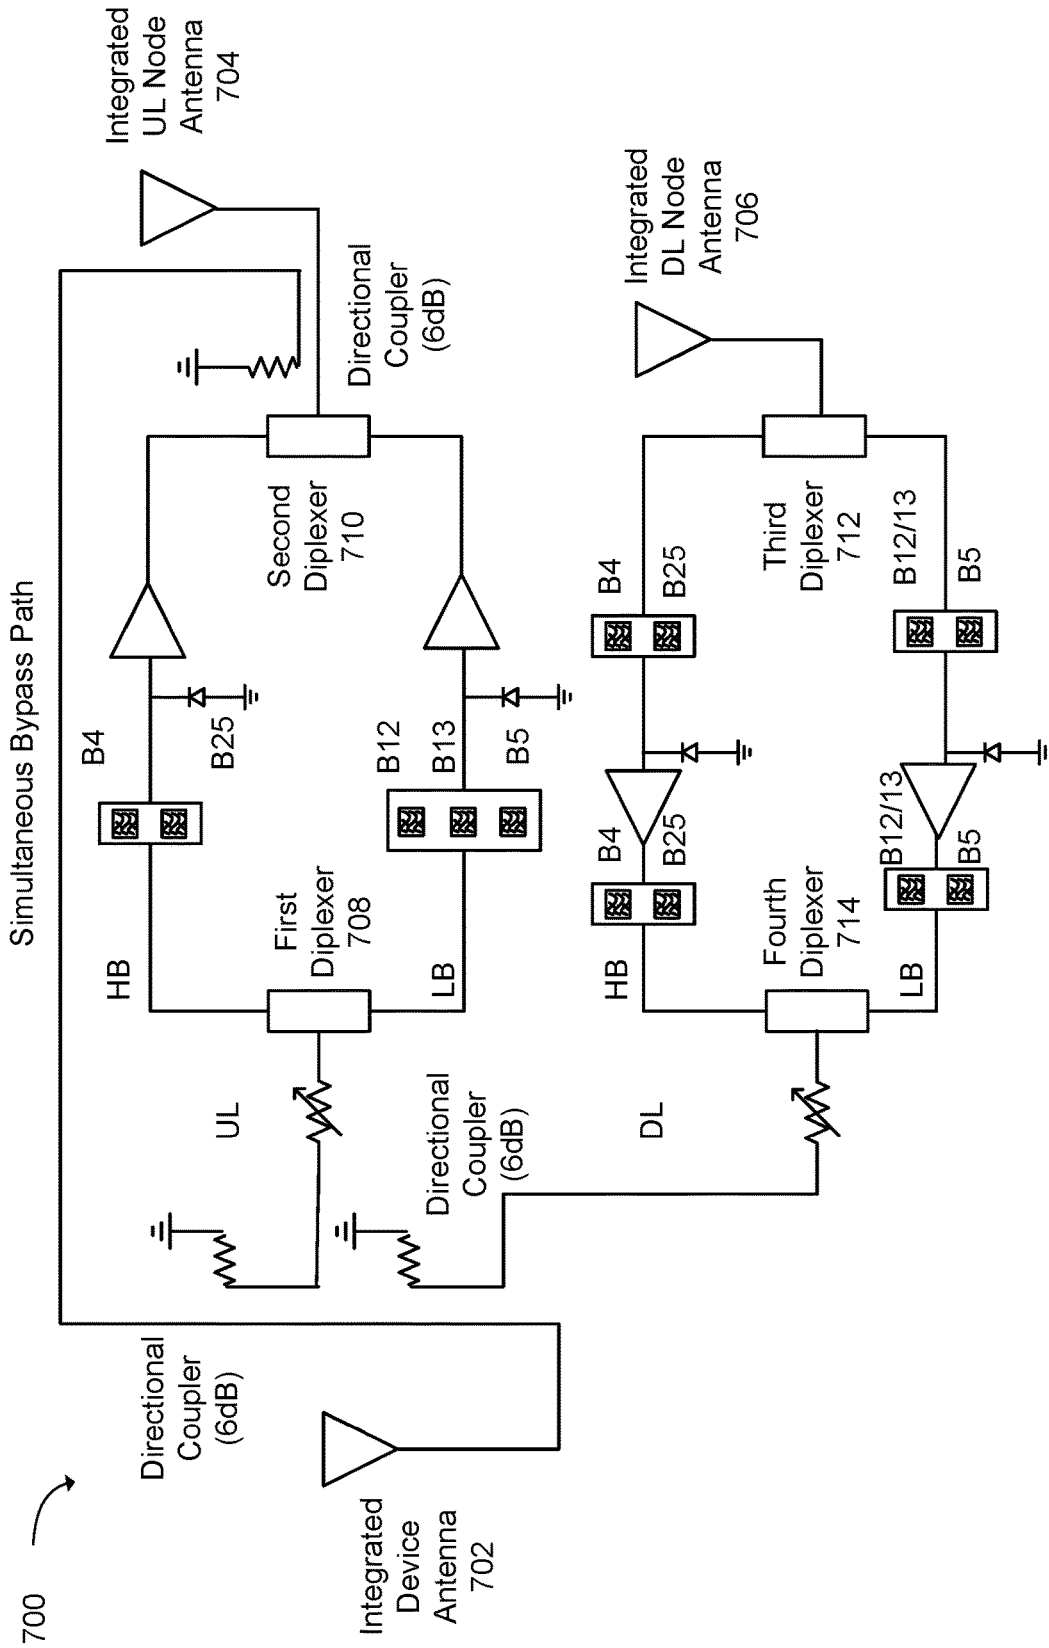 700
Simultaneous Bypass Path
Integrated
Device
Antenna
702
Directional
Coupler
(6dB)
Directional
Coupler
(6dB)
UL
HB
LB
First
Diplexer
708
B4
B25
B12
B13
B5
Second
Diplexer
710
Directional
Coupler
(6dB)
Integrated
UL Node
Antenna
704
DL
HB
LB
Fourth
Diplexer
714
B4
B25
B12/13
B5
B4
B25
B12/13
B5
Third
Diplexer
712
Integrated
DL Node
Antenna
706